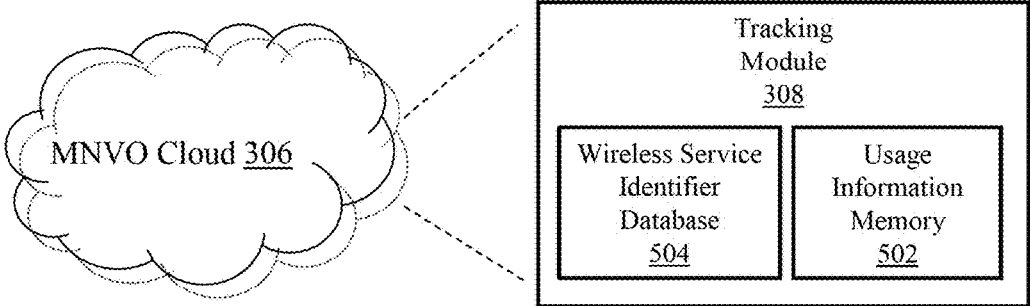 MNVO Cloud 306
Tracking
Module
308
Wireless Service
Identifier
Database
504
Usage
Information
Memory
502